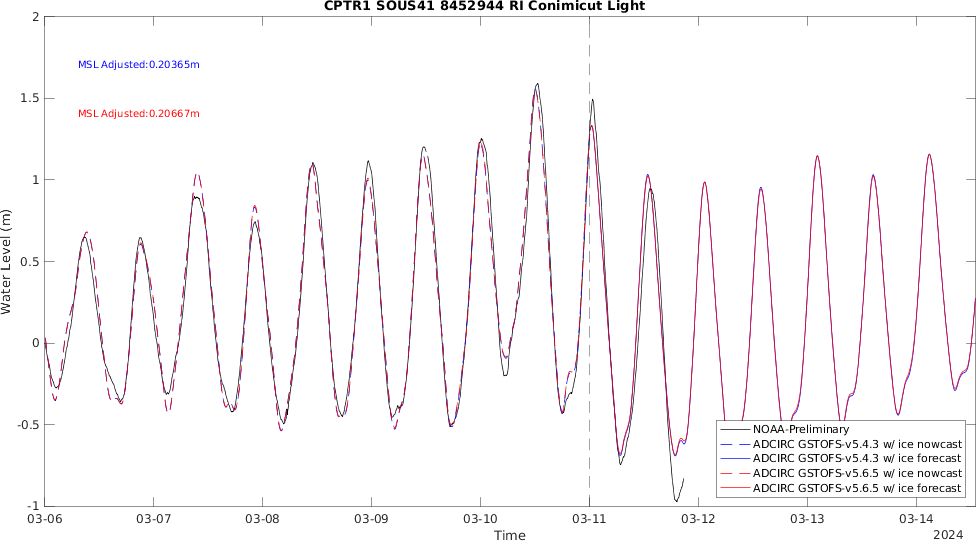 CPTR1 SOUS41 8452944 RI Conimicut Light
2
1.5
1
0.5
0
-0.5
-1
Water Level (m)
MSL Adjusted:0.20365m
MSL Adjusted:0.20667m
NOAA-Preliminary
ADCIRC GSTOFS-v5.4.3 w/ ice nowcast
ADCIRC GSTOFS-v5.4.3 w/ ice forecast
ADCIRC GSTOFS-v5.6.5 w/ ice nowcast
ADCIRC GSTOFS-v5.6.5 w/ ice forecast
03-06 03-07 03-08 03-09 03-10 03-11 03-12 03-13 03-14
Time
2024